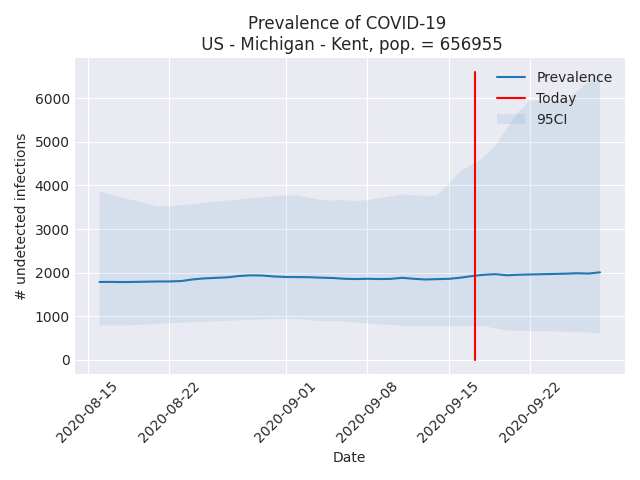 Prevalence of COVID-19
US - Michigan - Kent, pop. = 656955
Prevalence
Today
95CI
6000
5000
4000
3000
2000
1000
0
# undetected infections
2020-08-15
2020-08-22
2020-09-01
2020-09-08
2020-09-15
2020-09-22
Date